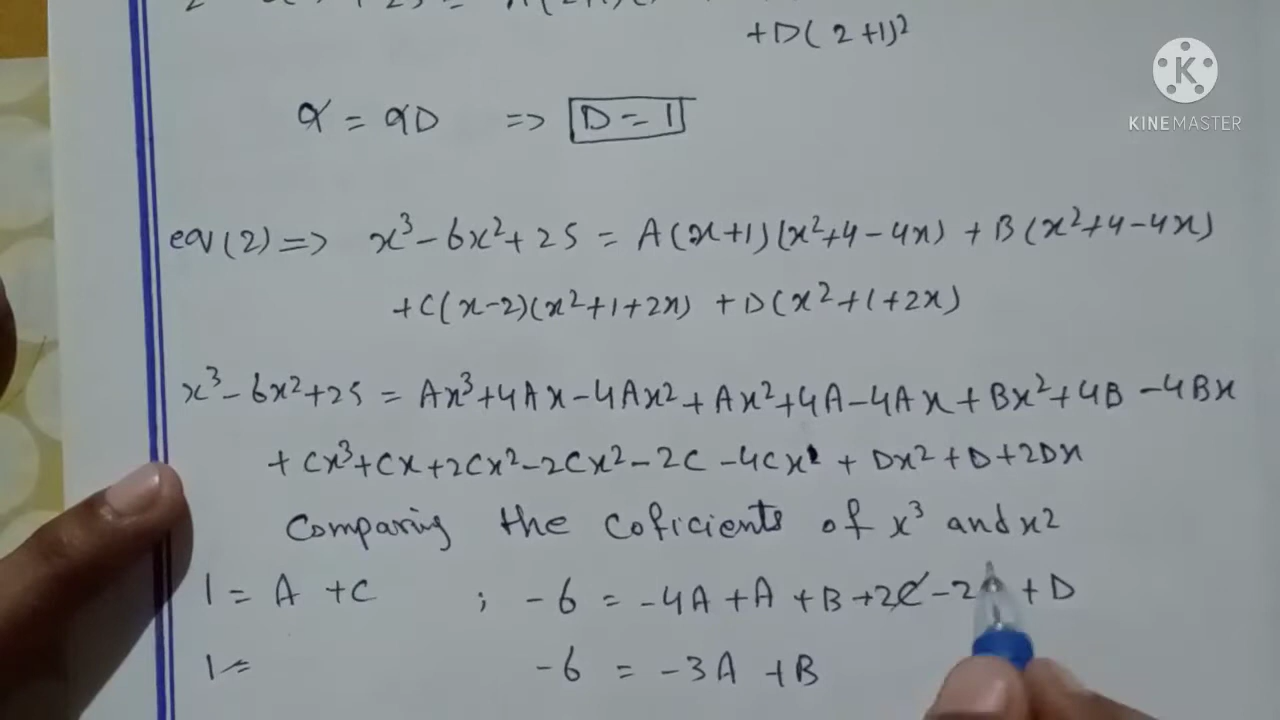 +D( 2+1)²
K
KINEMASTER
9 = 9D => D = 1
eq (2) => x³-6x²+25 = A(x+1)(x²+4-4x) + B(x²+4-4x)
+C(x-2)(x²+1+2x) + D(x²+1+2x)
x³-6x²+25 = Ax³+4Ax-4Ax²+Ax²+4A-4Ax+Bx²+4B-4Bx
+Cx³+Cx+2Cx²-2Cx²-2C-4Cx + Dx²+D+2Dx
Comparing the coficients of x³ and x2
1 = A +C ; -6 = -4A +A +B +2C -2 +D
1 = -6 = -3A +B